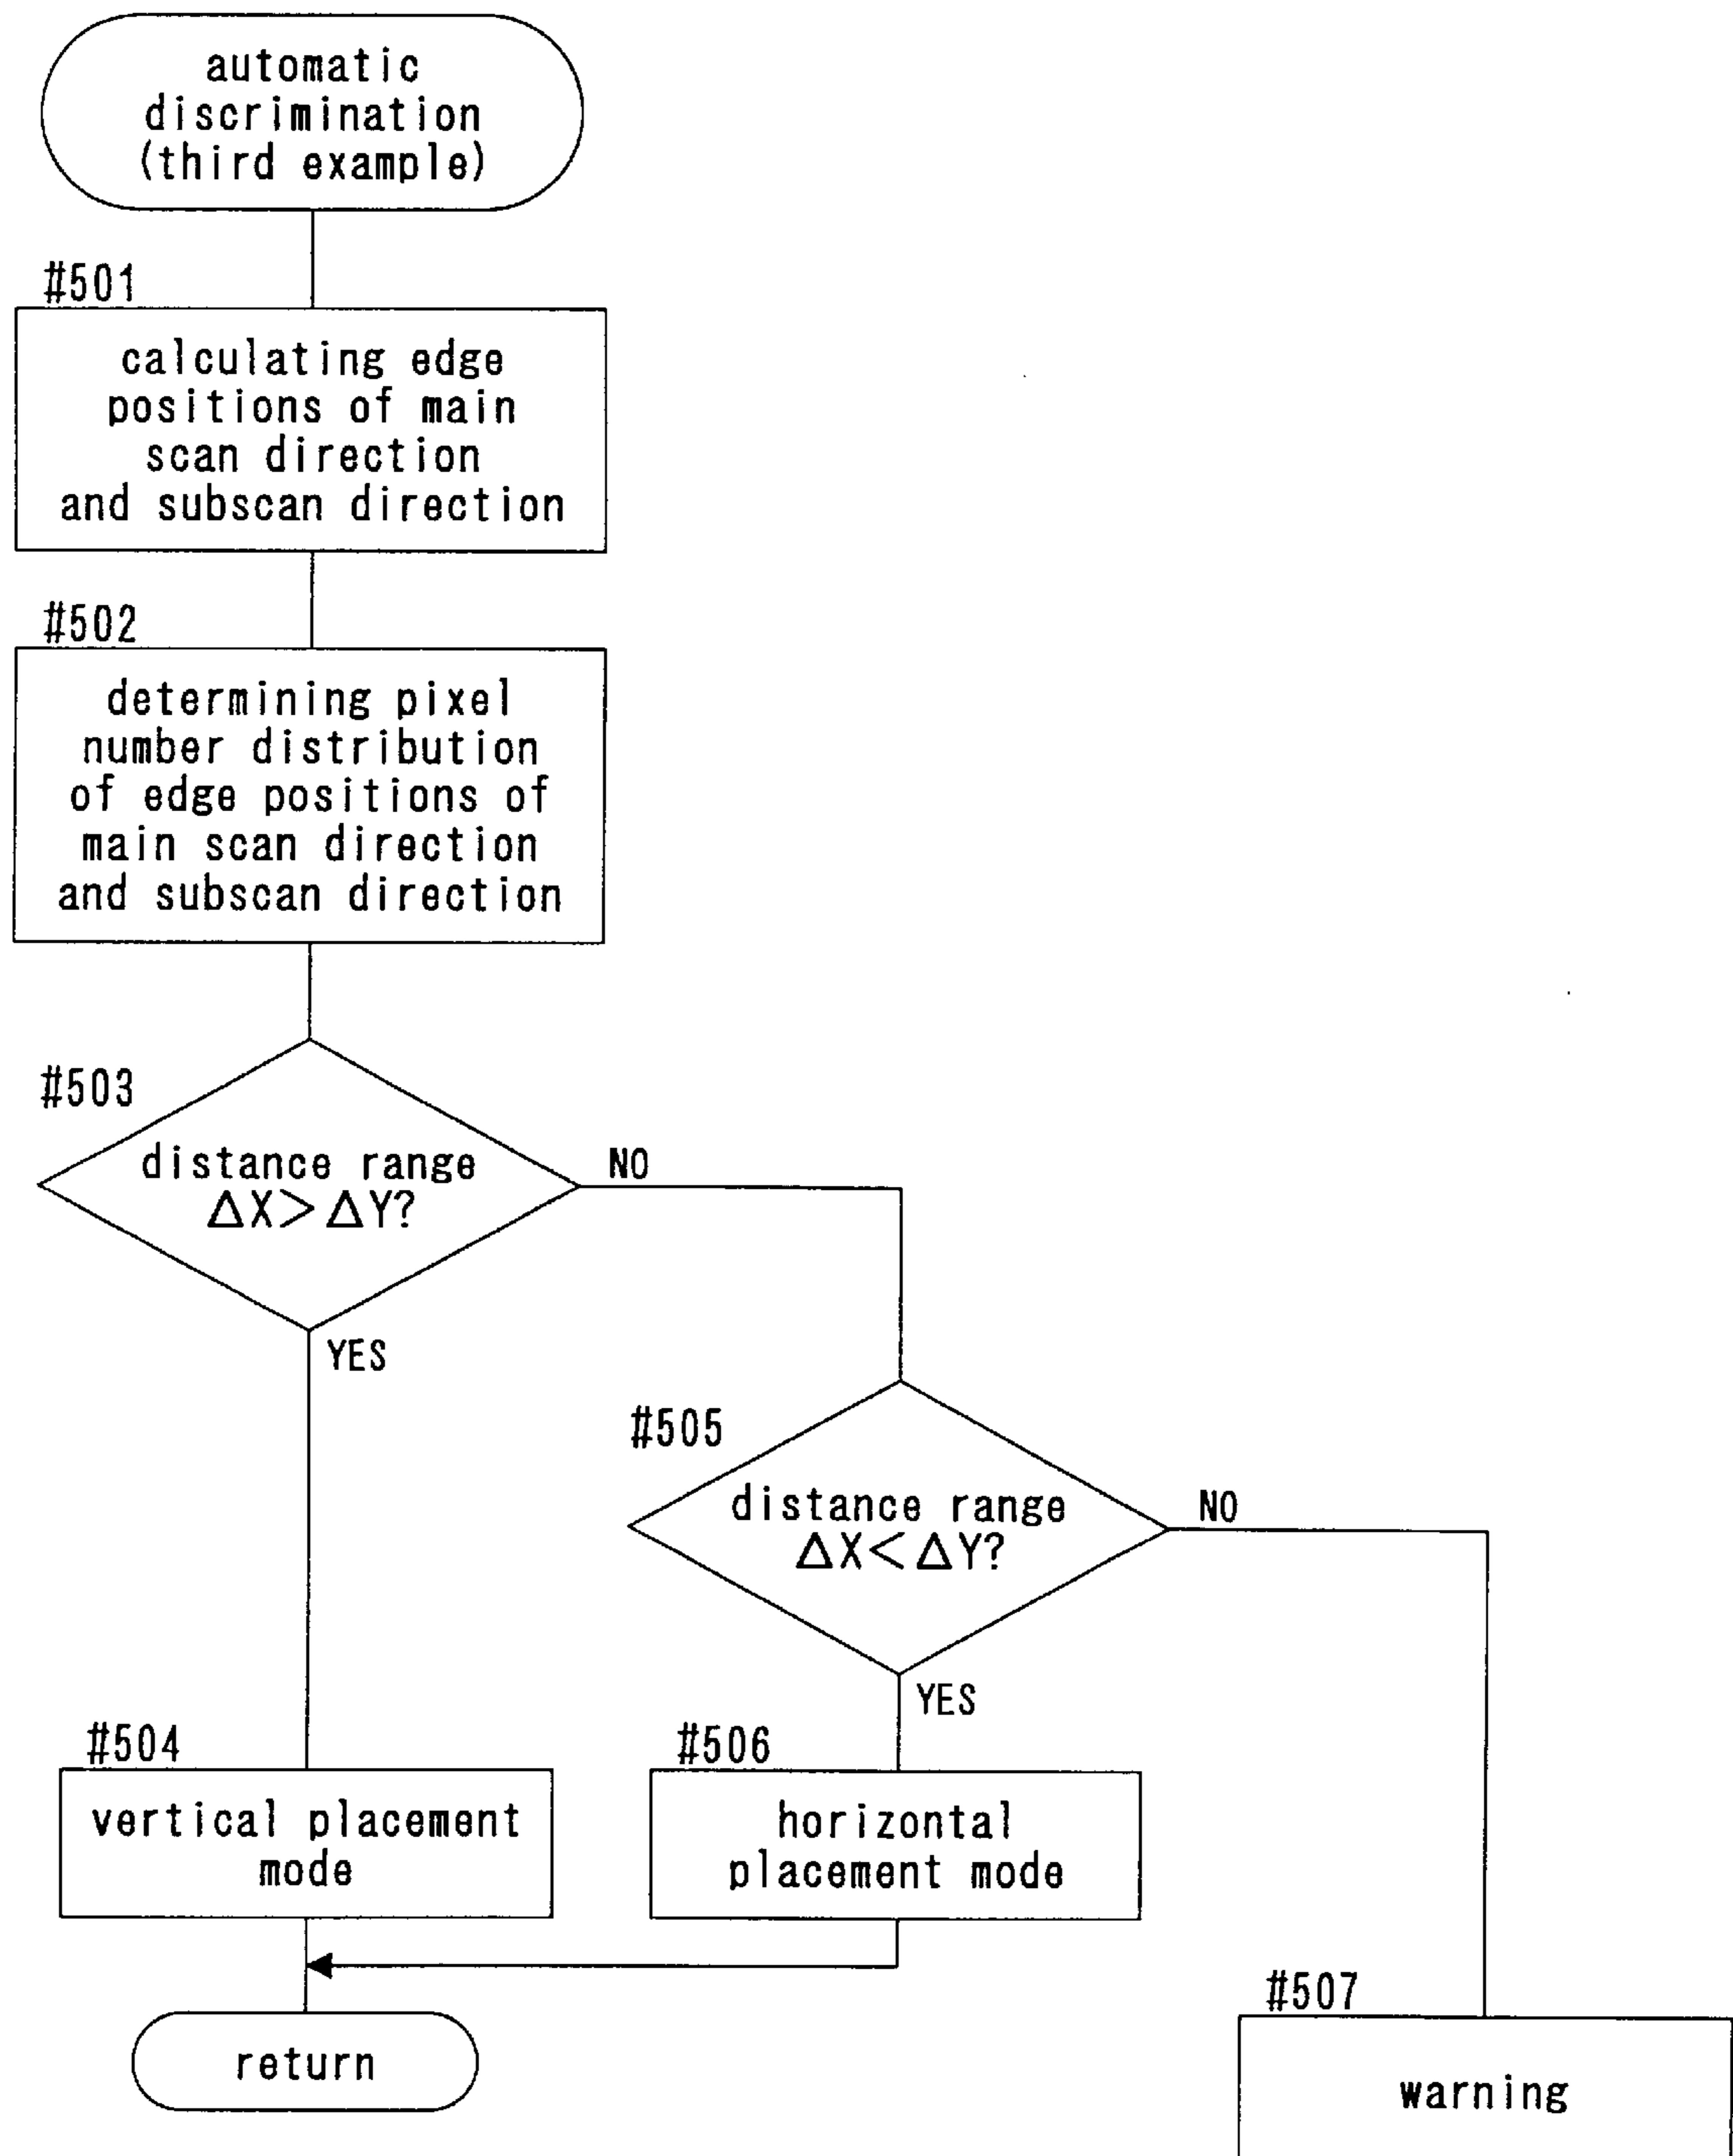 automatic
discrimination
(third example)
#501
calculating edge
positions of main
scan direction
and subscan direction
#502
determining pixel
number distribution
of edge positions of
main scan direction
and subscan direction
#503
distance range
ΔX>ΔY?
NO
YES
#505
distance range
ΔX<ΔY?
NO
YES
#504
vertical placement
mode
#506
horizontal
placement mode
#507
warning
return